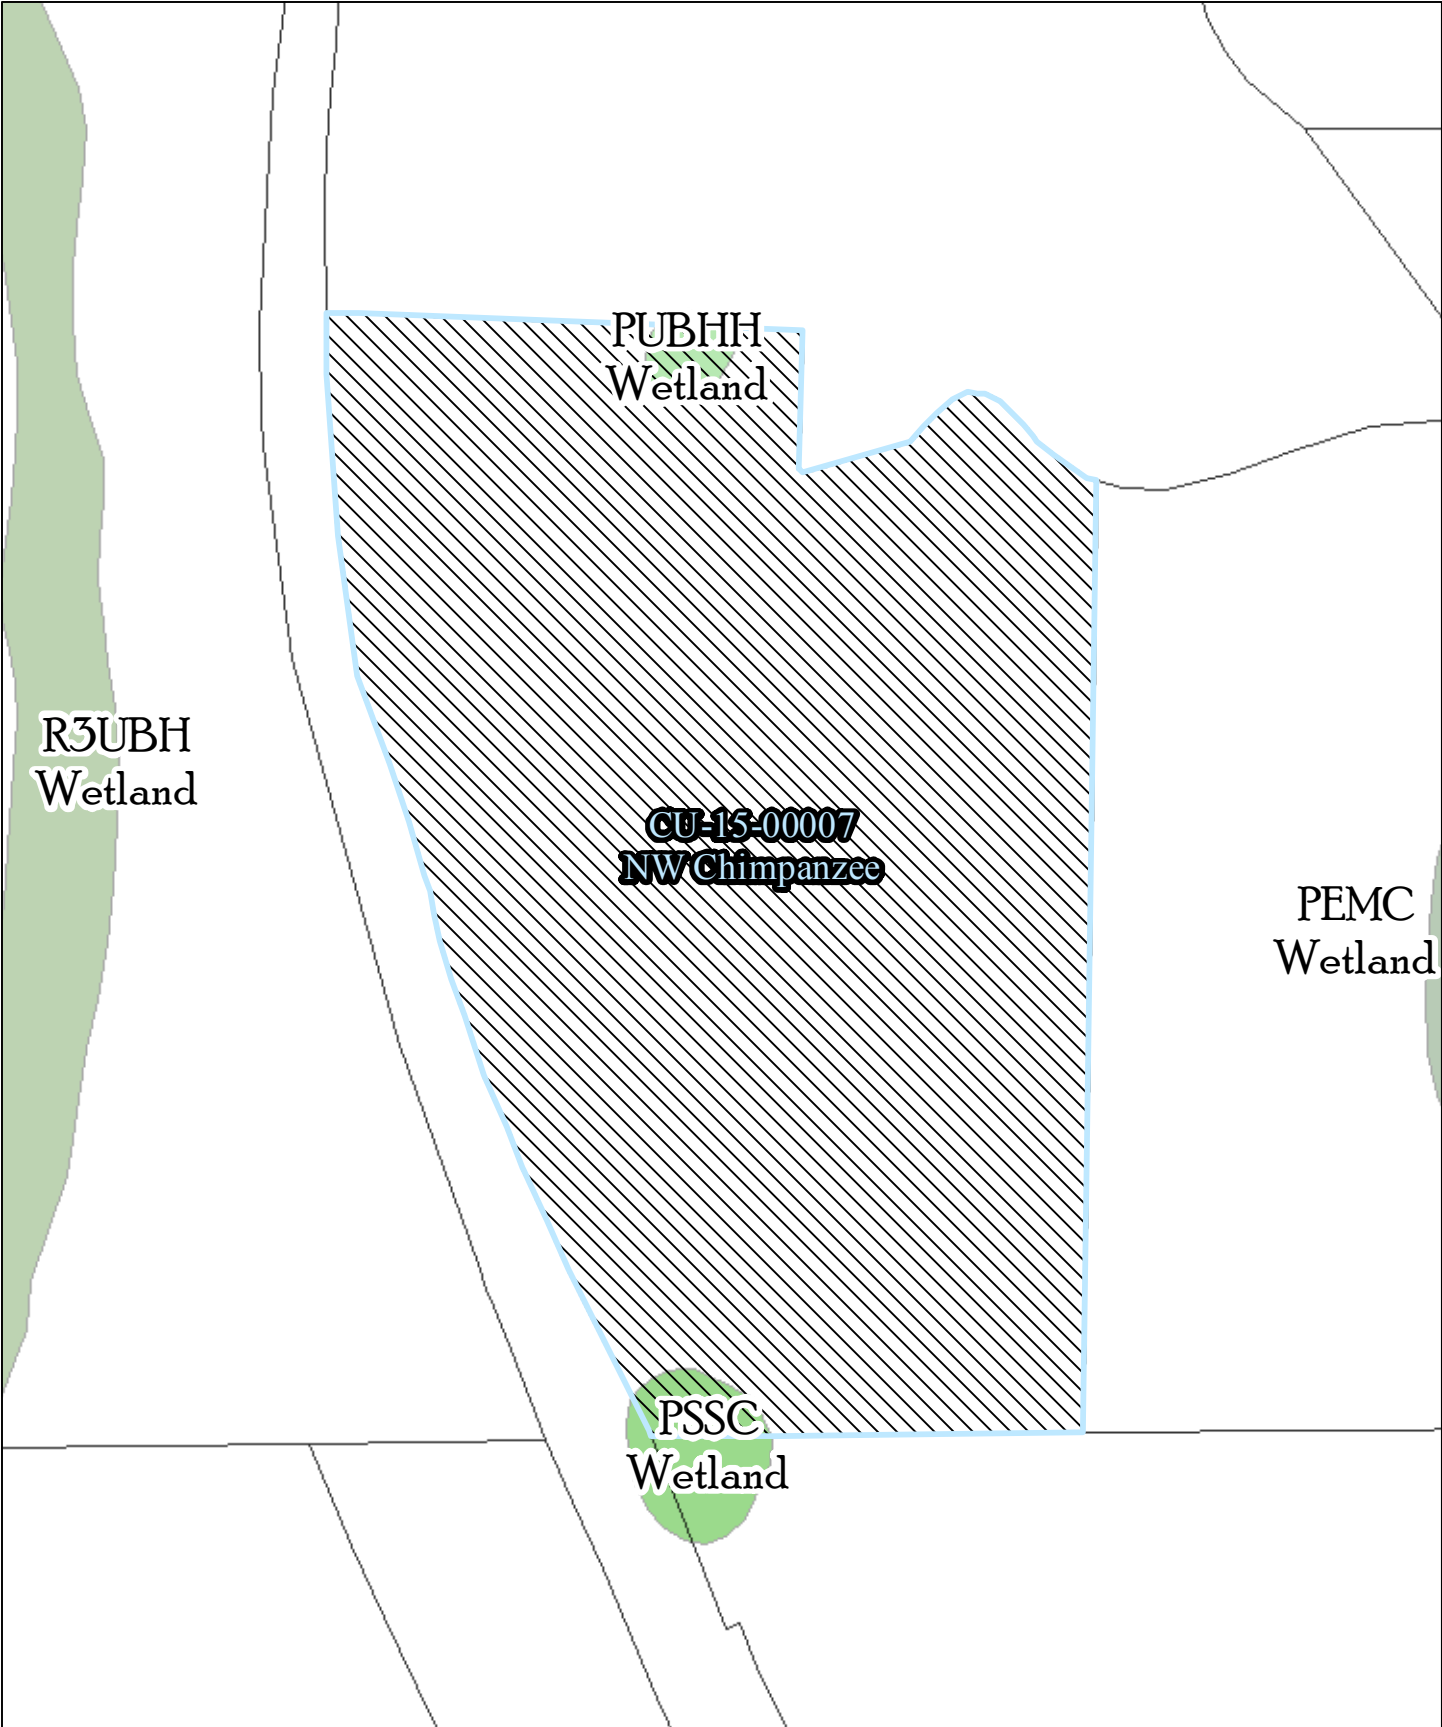 PUBHH
Wetland
R3UBH
Wetland
CU-15-00007
NW Chimpanzee
PEMC
Wetland
PSSC
Wetland